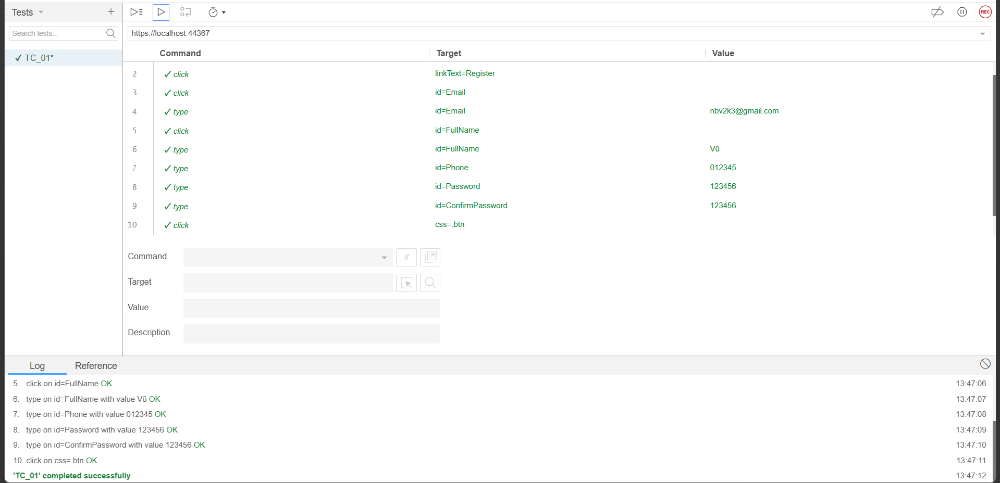 Tests
+
REC
Search tests...
https://localhost:44367
✓ TC_01*
Command Target Value
2 ✓ click linkText=Register
3 ✓ click id=Email
4 ✓ type id=Email nbv2k3@gmail.com
5 ✓ click id=FullName
6 ✓ type id=FullName Vũ
7 ✓ type id=Phone 012345
8 ✓ type id=Password 123456
9 ✓ type id=ConfirmPassword 123456
10 ✓ click css=.btn
Command //
Target
Value
Description
Log Reference
5. click on id=FullName OK 13:47:06
6. type on id=FullName with value Vũ OK 13:47:07
7. type on id=Phone with value 012345 OK 13:47:08
8. type on id=Password with value 123456 OK 13:47:09
9. type on id=ConfirmPassword with value 123456 OK 13:47:10
10. click on css=.btn OK 13:47:11
'TC_01' completed successfully 13:47:12